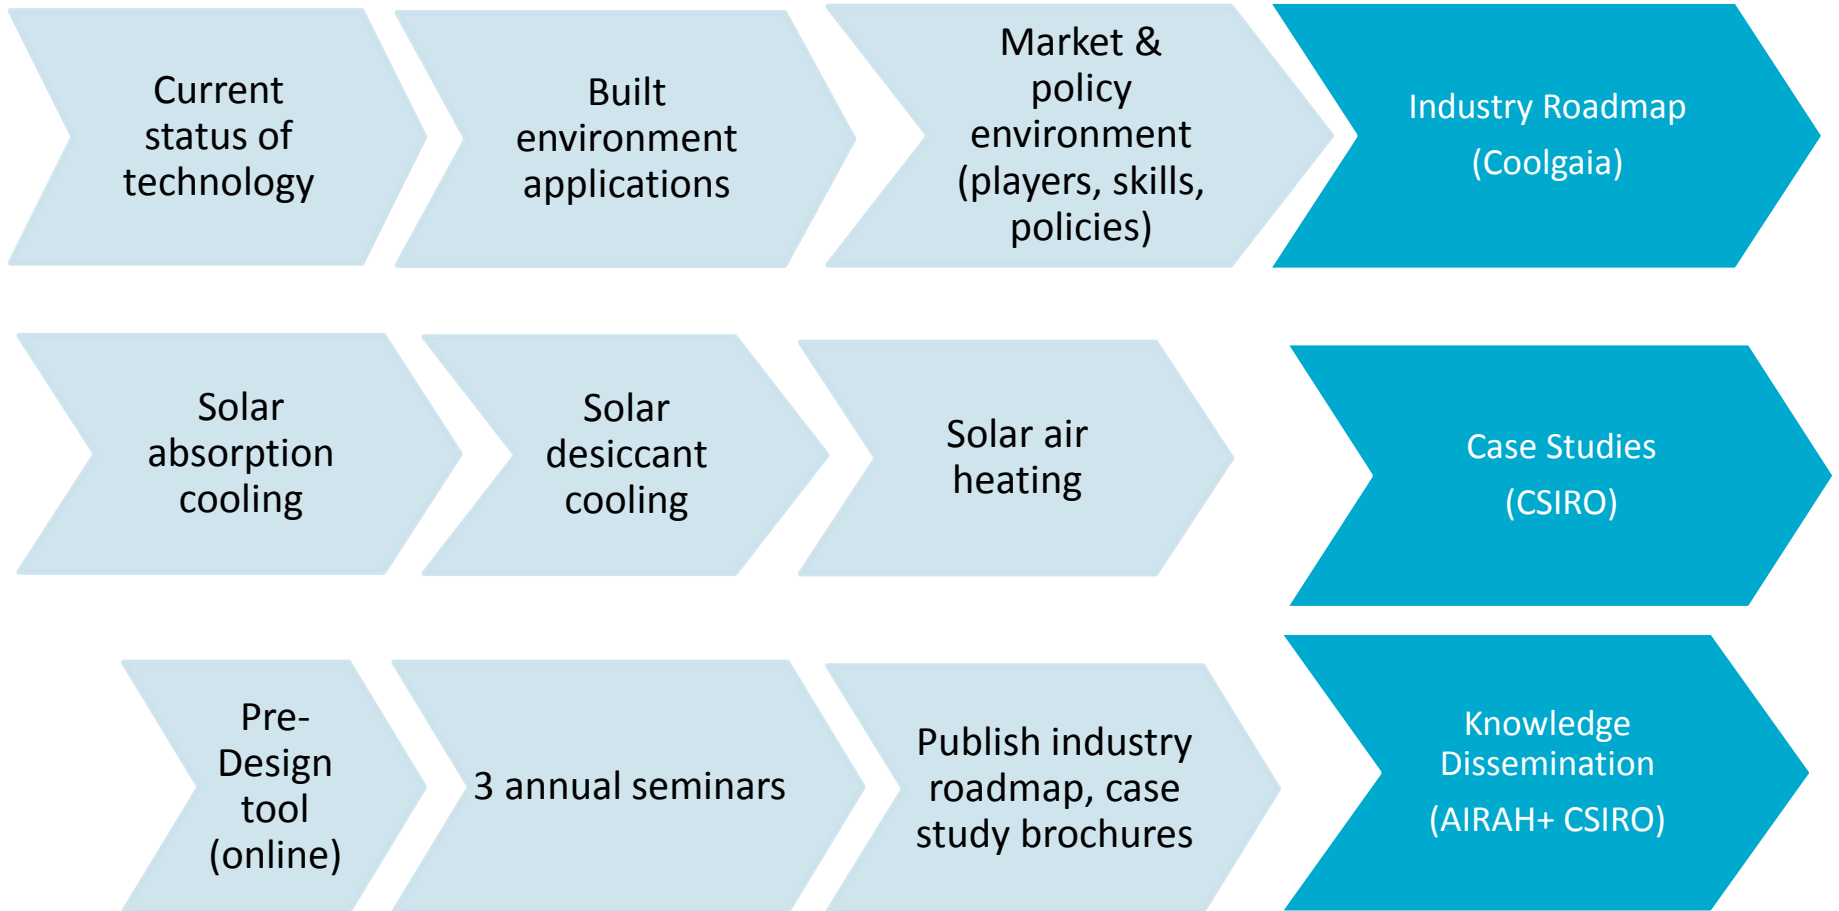 Current
status of
technology
Built
environment
applications
Market &
policy
environment
(players, skills,
policies)
Industry Roadmap
(Coolgaia)
Solar
absorption
cooling
Solar
desiccant
cooling
Solar air
heating
Case Studies
(CSIRO)
Pre-
Design
tool
(online)
3 annual seminars
Publish industry
roadmap, case
study brochures
Knowledge
Dissemination
(AIRAH+ CSIRO)